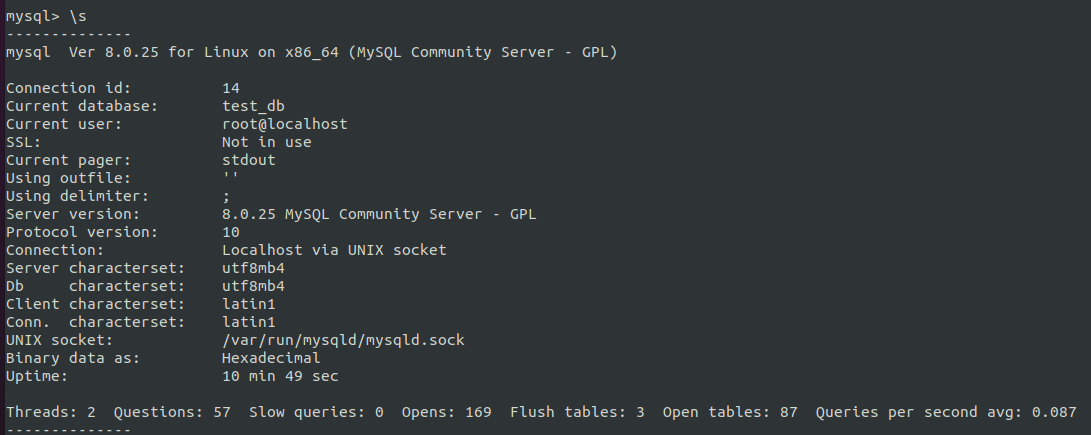 mysql> \s
--------------
mysql  Ver 8.0.25 for Linux on x86_64 (MySQL Community Server - GPL)

Connection id:          14
Current database:       test_db
Current user:           root@localhost
SSL:                    Not in use
Current pager:          stdout
Using outfile:          ''
Using delimiter:        ;
Server version:         8.0.25 MySQL Community Server - GPL
Protocol version:       10
Connection:             Localhost via UNIX socket
Server characterset:    utf8mb4
Db     characterset:    utf8mb4
Client characterset:    latin1
Conn.  characterset:    latin1
UNIX socket:            /var/run/mysqld/mysqld.sock
Binary data as:         Hexadecimal
Uptime:                 10 min 49 sec

Threads: 2  Questions: 57  Slow queries: 0  Opens: 169  Flush tables: 3  Open tables: 87  Queries per second avg: 0.087
--------------